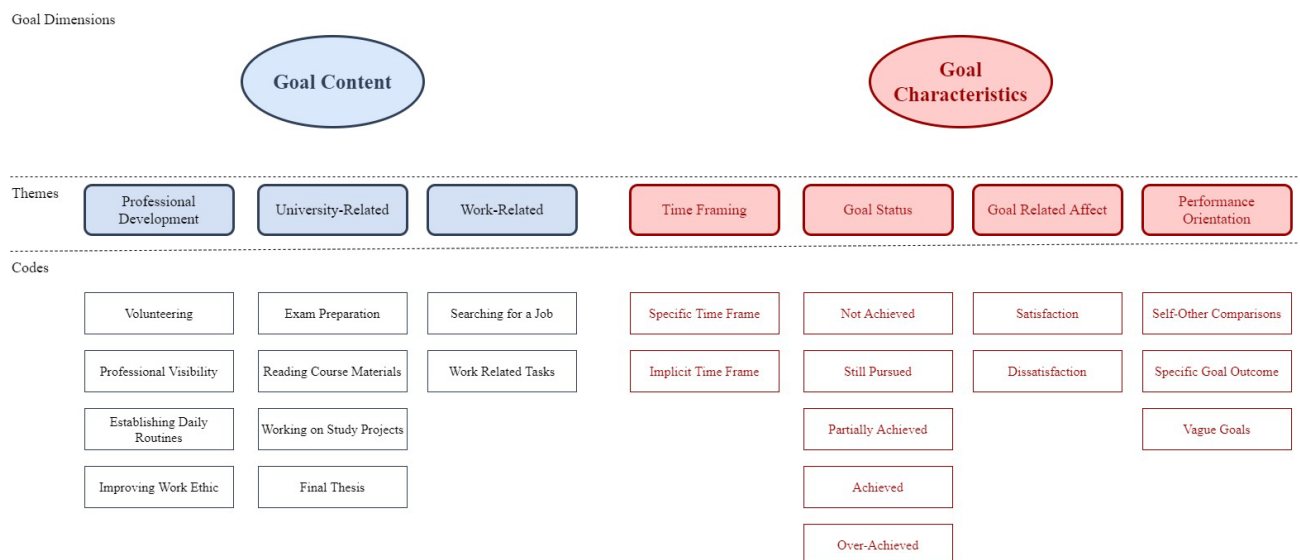 Goal Dimensions
Goal Content
Goal
Characteristics
Themes
Professional
Development
University-Related
Work-Related
Time Framing
Goal Status
Goal Related Affect
Performance
Orientation
Codes
Volunteering
Exam Preparation
Searching for a Job
Specific Time Frame
Not Achieved
Satisfaction
Self-Other Comparisons
Professional Visibility
Reading Course Materials
Work Related Tasks
Implicit Time Frame
Still Pursued
Dissatisfaction
Specific Goal Outcome
Establishing Daily
Routines
Working on Study Projects
Partially Achieved
Vague Goals
Improving Work Ethic
Final Thesis
Achieved
Over-Achieved